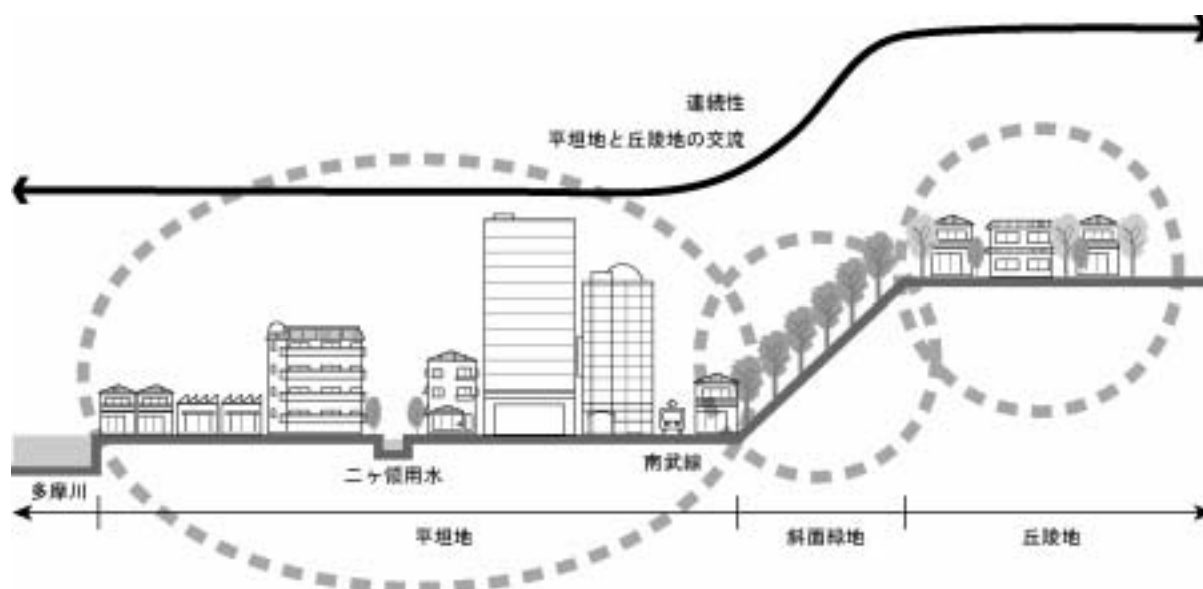 連続性
平坦地と丘陵地の交流
南武線
二ヶ領用水
多摩川
平坦地
斜面緑地
丘陵地